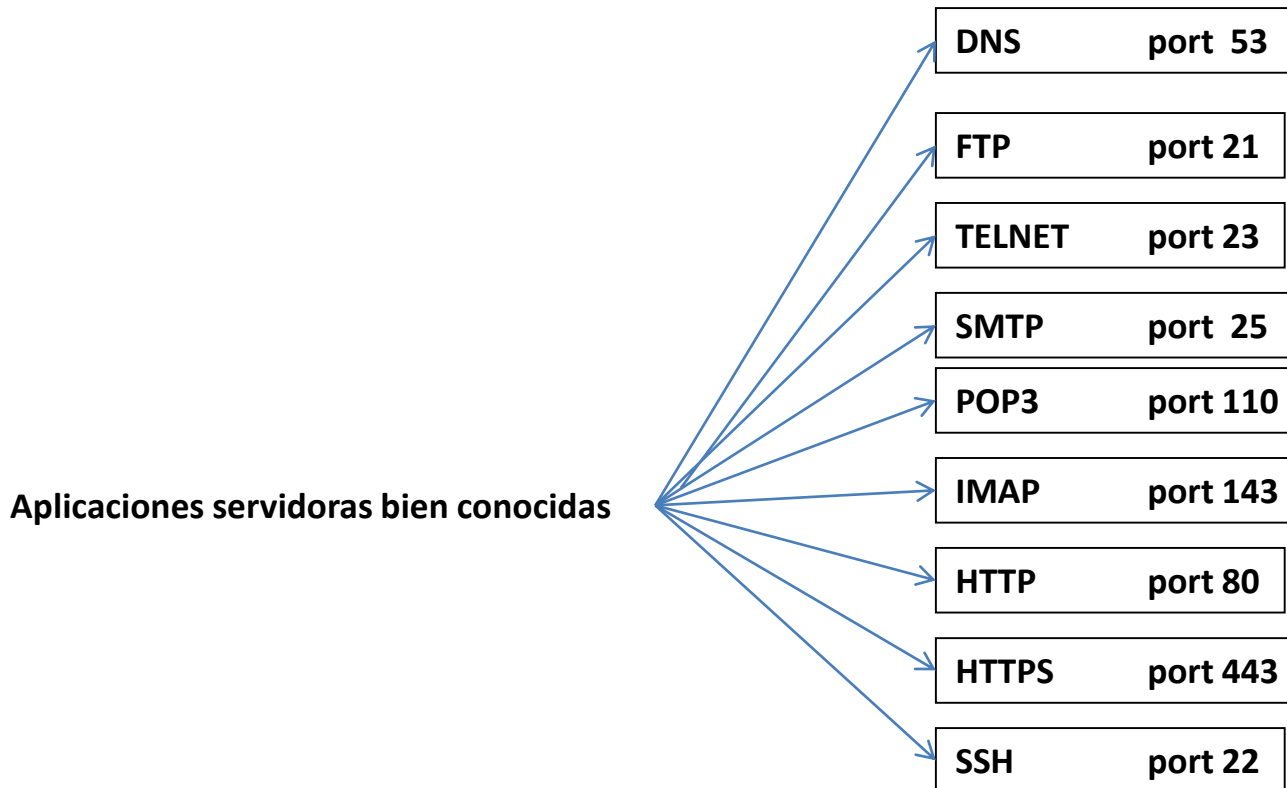 DNS port 53
FTP port 21
TELNET port 23
SMTP port 25
POP3 port 110
Aplicaciones servidoras bien conocidas
IMAP port 143
HTTP port 80
HTTPS port 443
SSH port 22